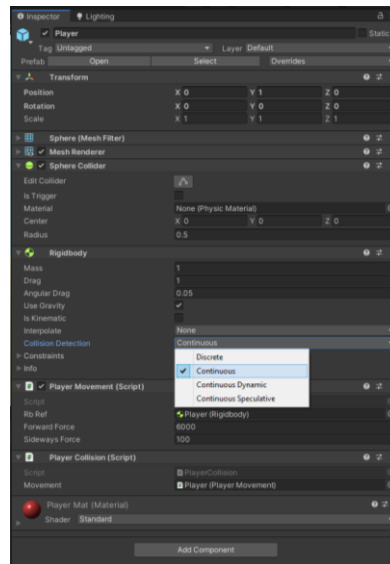 Inspector Lighting
Player Static
Tag Untagged Layer Default
Prefab Open Select Overrides
Transform
Position X 0 Y 1 Z 0
Rotation X 0 Y 0 Z 0
Scale X 1 Y 1 Z 1
Sphere (Mesh Filter)
Mesh Renderer
Sphere Collider
Edit Collider
Is Trigger
Material None (Physic Material)
Center X 0 Y 0 Z 0
Radius 0.5
Rigidbody
Mass 1
Drag 1
Angular Drag 0.05
Use Gravity
Is Kinematic
Interpolate None
Collision Detection Continuous
Constraints Discrete
Info Continuous
Continuous Dynamic
Continuous Speculative
# Player Movement (Script)
Script
Rb Ref Player (Rigidbody)
Forward Force 6000
Sideways Force 100
# Player Collision (Script)
Script PlayerCollision
Movement Player (Player Movement)
Player Mat (Material)
Shader Standard
Add Component